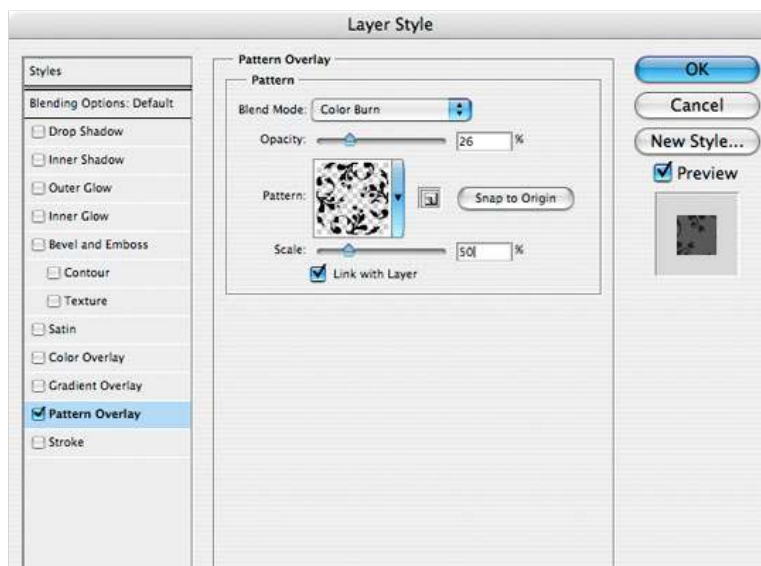 Layer Style
Styles
Blending Options: Default
Drop Shadow
Inner Shadow
Outer Glow
Inner Glow
Bevel and Emboss
Contour
Texture
Satin
Color Overlay
Gradient Overlay
Pattern Overlay
Stroke
Pattern Overlay
Pattern
Blend Mode: Color Burn
Opacity: 26 %
Pattern: Snap to Origin
Scale: 50 %
Link with Layer
OK
Cancel
New Style...
Preview